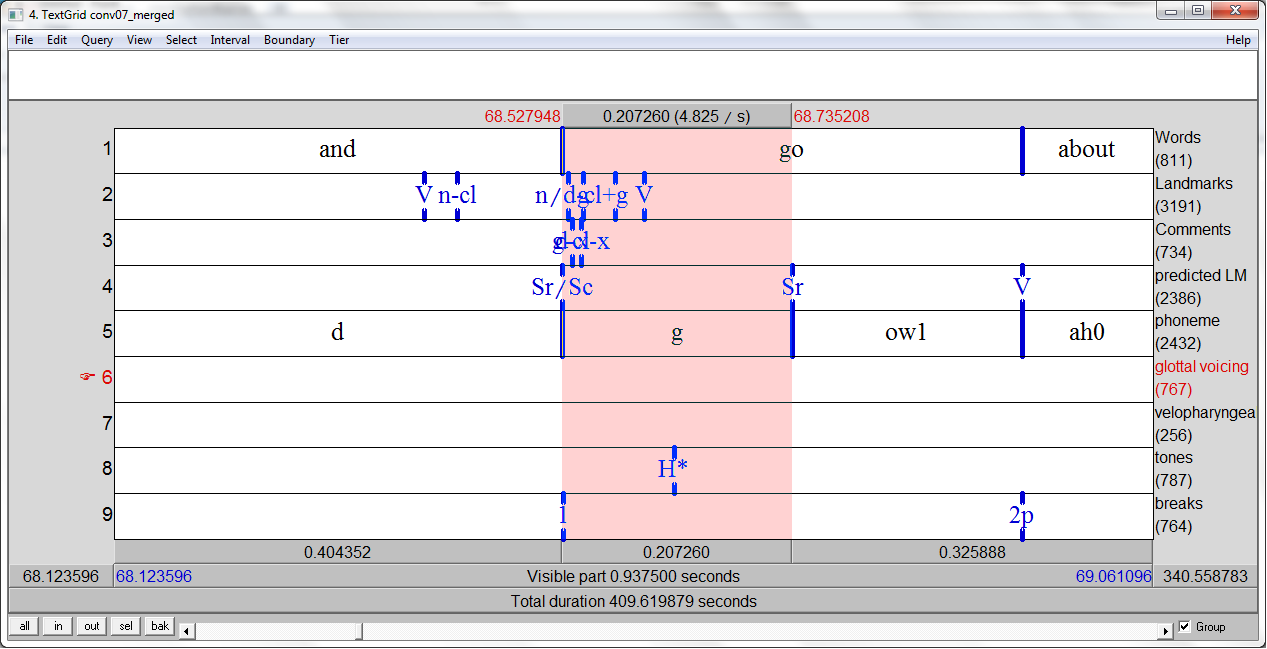 4. TextGrid conv07_merged
File Edit Query View Select Interval Boundary Tier Help
68.527948 0.207260 (4.825 / s) 68.735208
1 and go about Words
(811)
2 V n-cl n/d-cl+g V Landmarks
(3191)
3 Comments
(734)
4 Sr/Sc Sr V predicted LM
(2386)
5 d g ow1 ah0 phoneme
(2432)
6 glottal voicing
(767)
7 velopharyngea
(256)
8 H* tones
(787)
9 1 2p breaks
(764)
0.404352 0.207260 0.325888
68.123596 68.123596 Visible part 0.937500 seconds 69.061096 340.558783
Total duration 409.619879 seconds
all in out sel bak Group